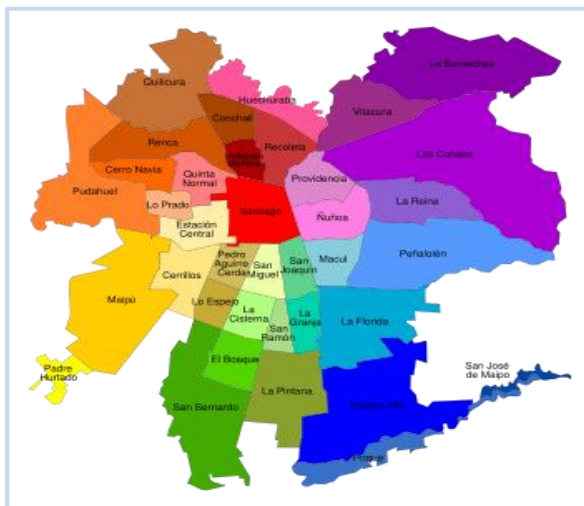 Lo Barnechea
Quilicura
Huechuraba
Vitacura
Conchalí
Renca
Recoleta
Las Condes
Independencia
Cerro Navia
Quinta
Normal
Providencia
Pudahuel
La Reina
Lo Prado
Santiago
Ñuñoa
Estación
Central
Pedro
Aguirre
Cerda
San
Miguel
San
Joaquín
Macul
Peñalolén
Cerrillos
Maipú
Lo Espejo
La
Cisterna
San
Ramón
La
Granja
La Florida
El Bosque
Padre
Hurtado
San José
de Maipo
La Pintana
San Bernardo
Puente Alto
Pirque